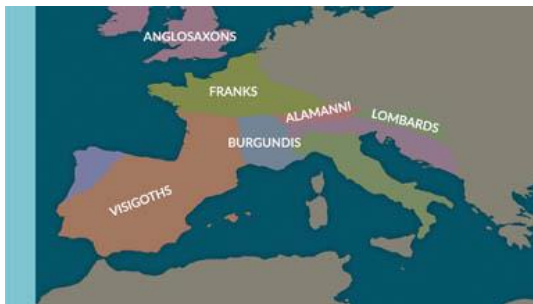 ANGLOSAXONS
FRANKS
ALAMANNI
LOMBARDS
BURGUNDIS
VISIGOTHS